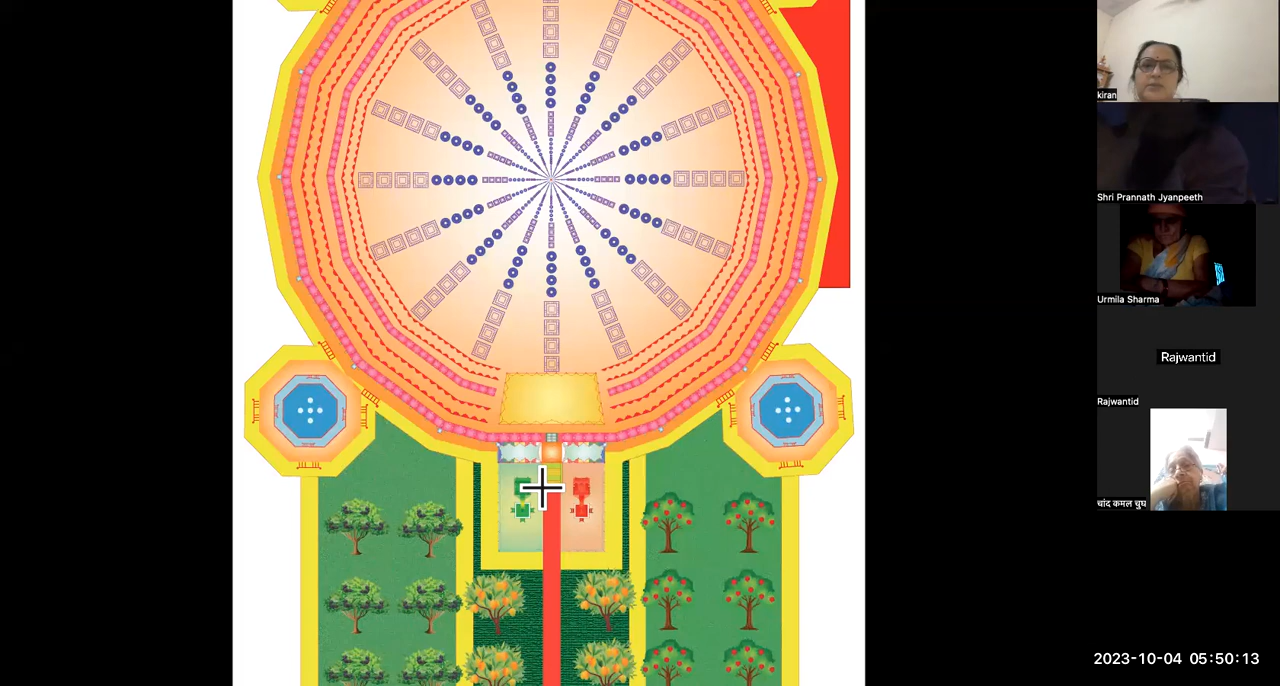 kiran
Shri Prannath Jyanpeeth
Urmila Sharma
Rajwantid
Rajwantid
चांद कमल चुघ
2023-10-04 05:50:13